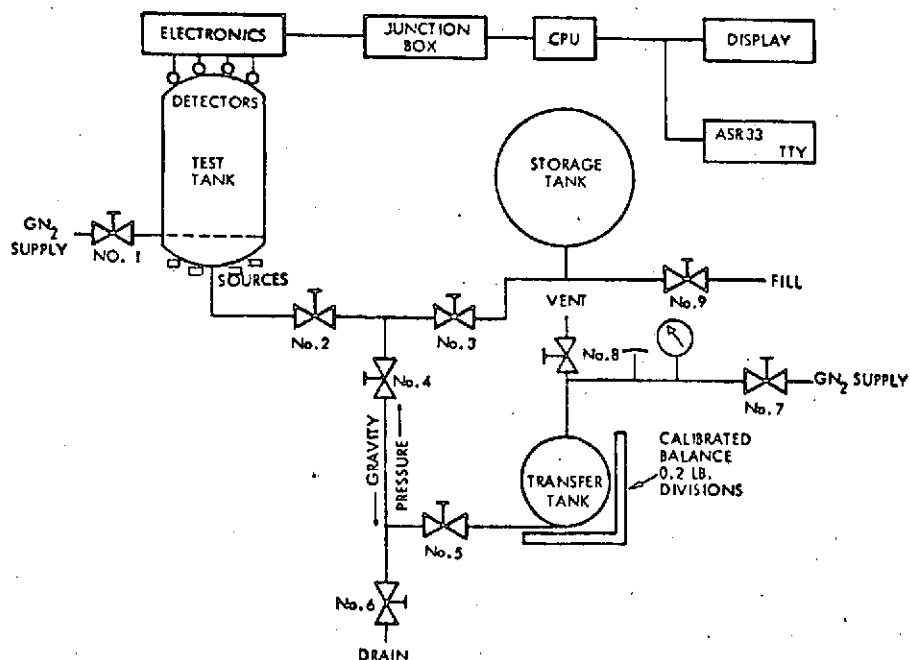 ELECTRONICS
JUNCTION
BOX
CPU
DISPLAY
ASR33
TTY
DETECTORS
TEST
TANK
STORAGE
TANK
GN2
SUPPLY
NO. 1
SOURCES
No.2
No.3
VENT
No.9
FILL
No.4
No.8
No.7
GN2 SUPPLY
GRAVITY
PRESSURE
TRANSFER
TANK
CALIBRATED
BALANCE
0.2 LB.
DIVISIONS
No.5
No.6
DRAIN